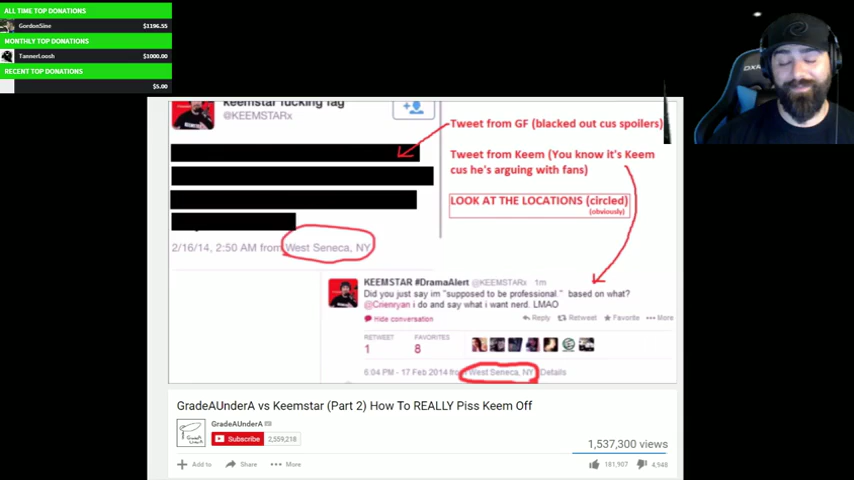 ALL TIME TOP DONATIONS
GordonSine $1196.55
MONTHLY TOP DONATIONS
TannerLoosh $1000.00
RECENT TOP DONATIONS
$5.00
keemstar fucking fag
@KEEMSTARx
Tweet from GF (blacked out cus spoilers)
Tweet from Keem (You know it's Keem
cus he's arguing with fans)
LOOK AT THE LOCATIONS (circled)
(obviously)
2/16/14, 2:50 AM from West Seneca, NY
KEEMSTAR #DramaAlert @KEEMSTARx 1m
Did you just say im "supposed to be professional." based on what?
@Crienryan i do and say what i want nerd. LMAO
Hide conversation
Reply Retweet Favorite More
RETWEET FAVORITES
1 8
6:04 PM - 17 Feb 2014 from West Seneca, NY Details
GradeAUnderA vs Keemstar (Part 2) How To REALLY Piss Keem Off
GradeAUnderA
Subscribe 2,559,218
1,537,300 views
Add to Share More
181,907 4,948